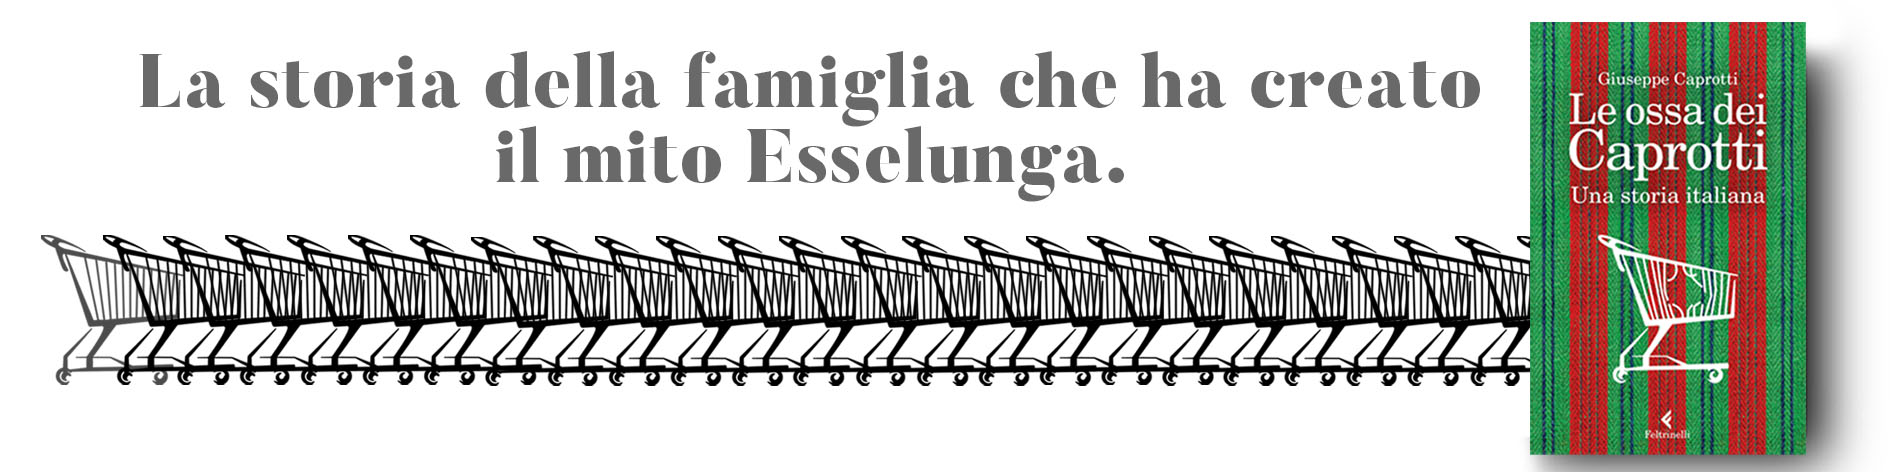 La storia della famiglia che ha creato
il mito Esselunga.
Giuseppe Caprotti
Le ossa dei
Caprotti
Una storia italiana
Feltrinelli